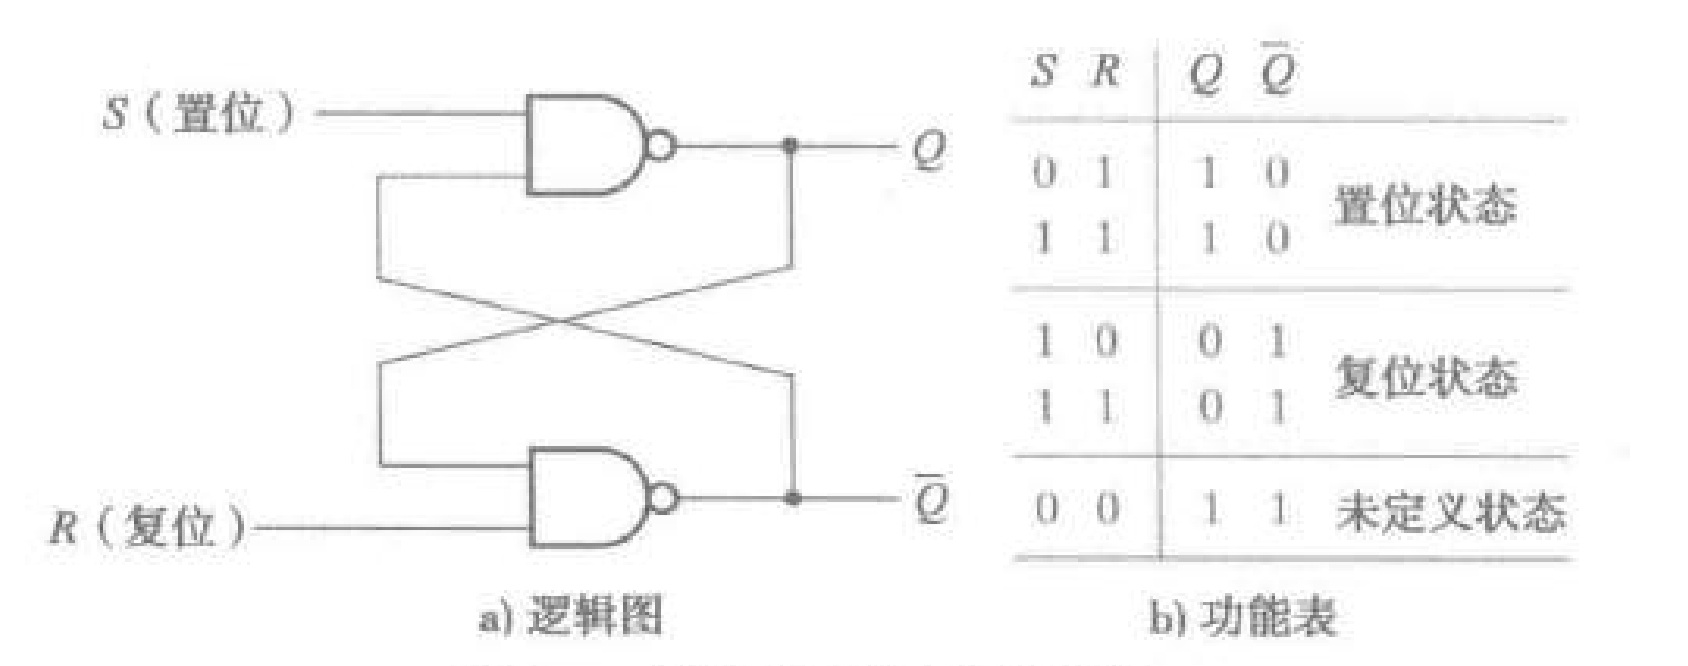 S（置位）
Q
R（复位）
Q̅
a) 逻辑图
S R Q Q̅
0 1 1 0 置位状态
1 1 1 0
1 0 0 1 复位状态
1 1 0 1
0 0 1 1 未定义状态
b) 功能表